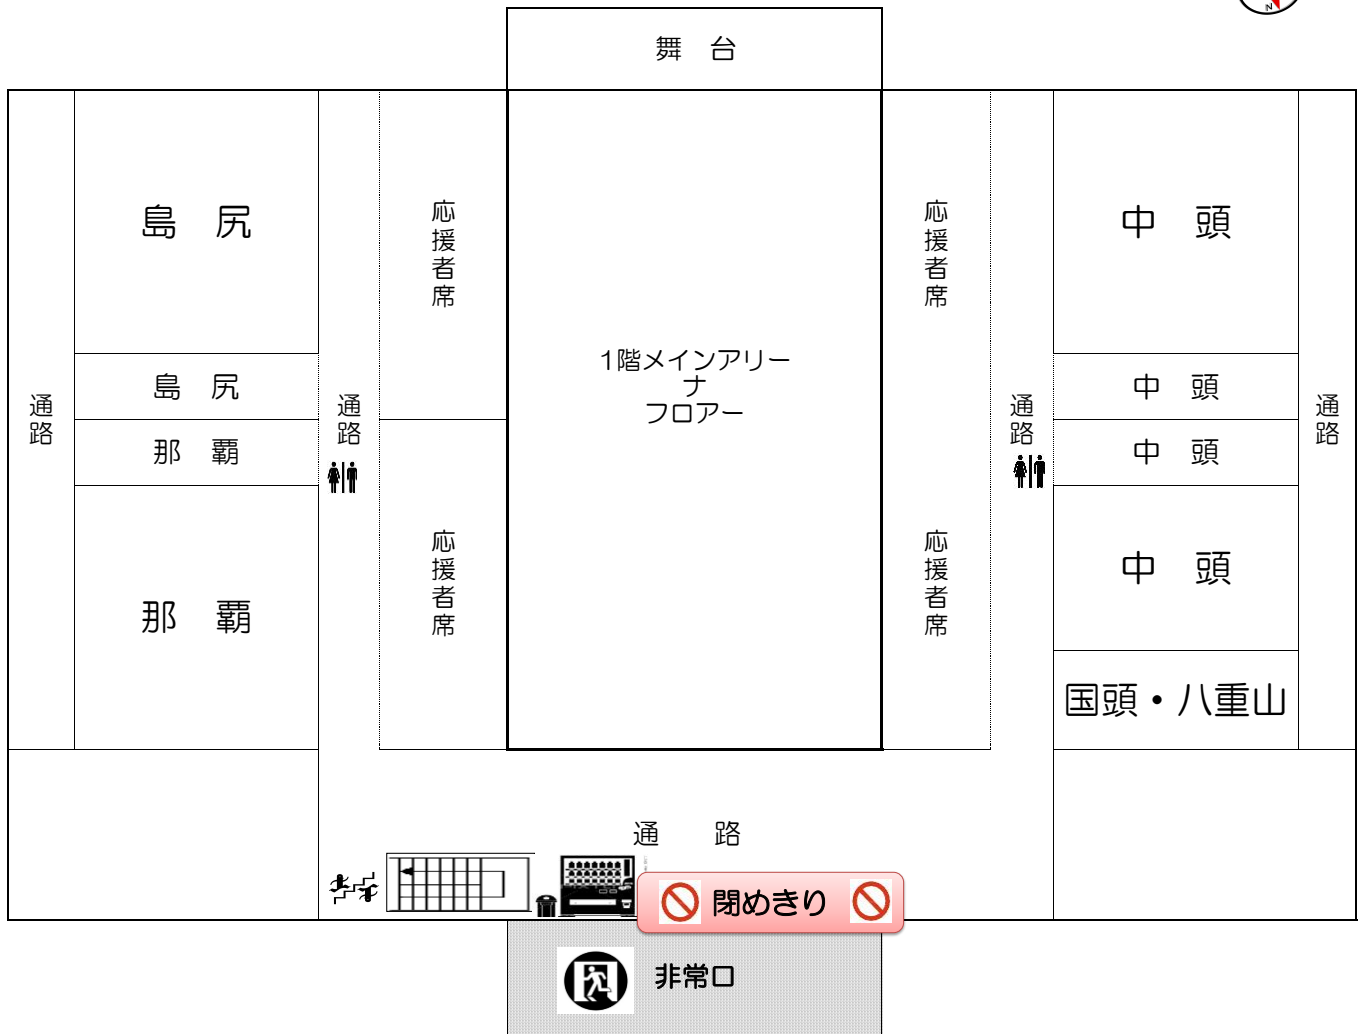 N
舞 台
島 尻
応援者席
応援者席
中 頭
1階メインアリー
ナ
フロアー
島 尻
中 頭
通路
通路
通路
通路
那 覇
中 頭
応援者席
応援者席
中 頭
那 覇
国頭・八重山
通 路
閉めきり
非常口